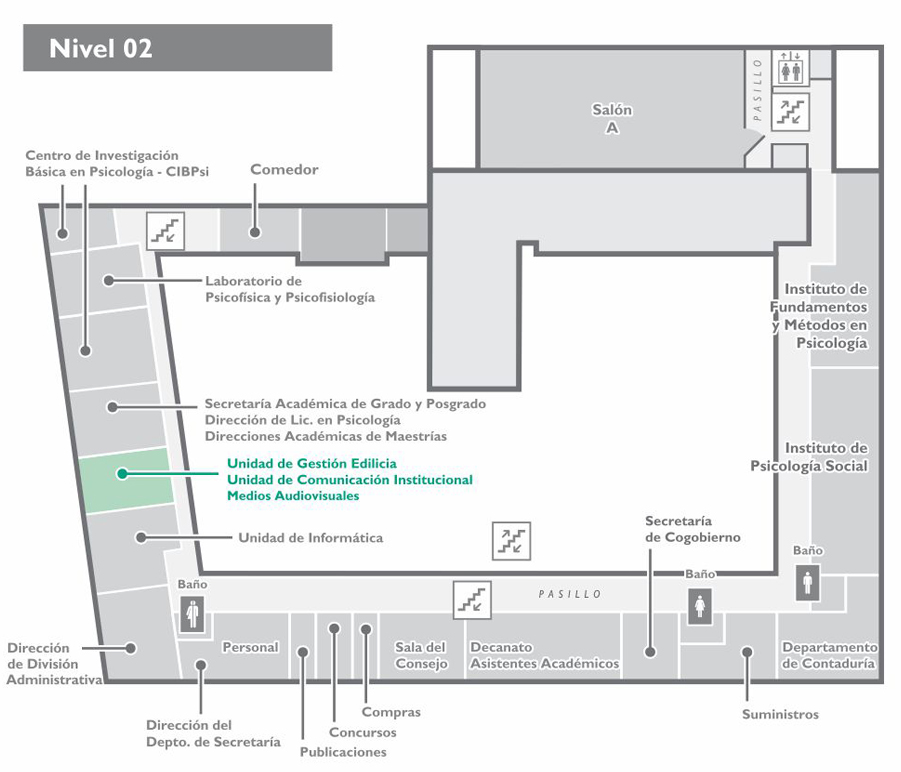 Nivel 02
PASILLO
Salón
A
Centro de Investigación
Básica en Psicología - CIBPsi
Comedor
Laboratorio de
Psicofísica y Psicofisiología
Instituto de
Fundamentos
y Métodos en
Psicología
Secretaría Académica de Grado y Posgrado
Dirección de Lic. en Psicología
Direcciones Académicas de Maestrías
Instituto de
Psicología Social
Unidad de Gestión Edilicia
Unidad de Comunicación Institucional
Medios Audiovisuales
Unidad de Informática
Secretaría
de Cogobierno
Baño
Baño
Baño
PASILLO
Dirección
de División
Administrativa
Personal
Sala del
Consejo
Decanato
Asistentes Académicos
Departamento
de Contaduría
Dirección del
Depto. de Secretaría
Publicaciones
Concursos
Compras
Suministros